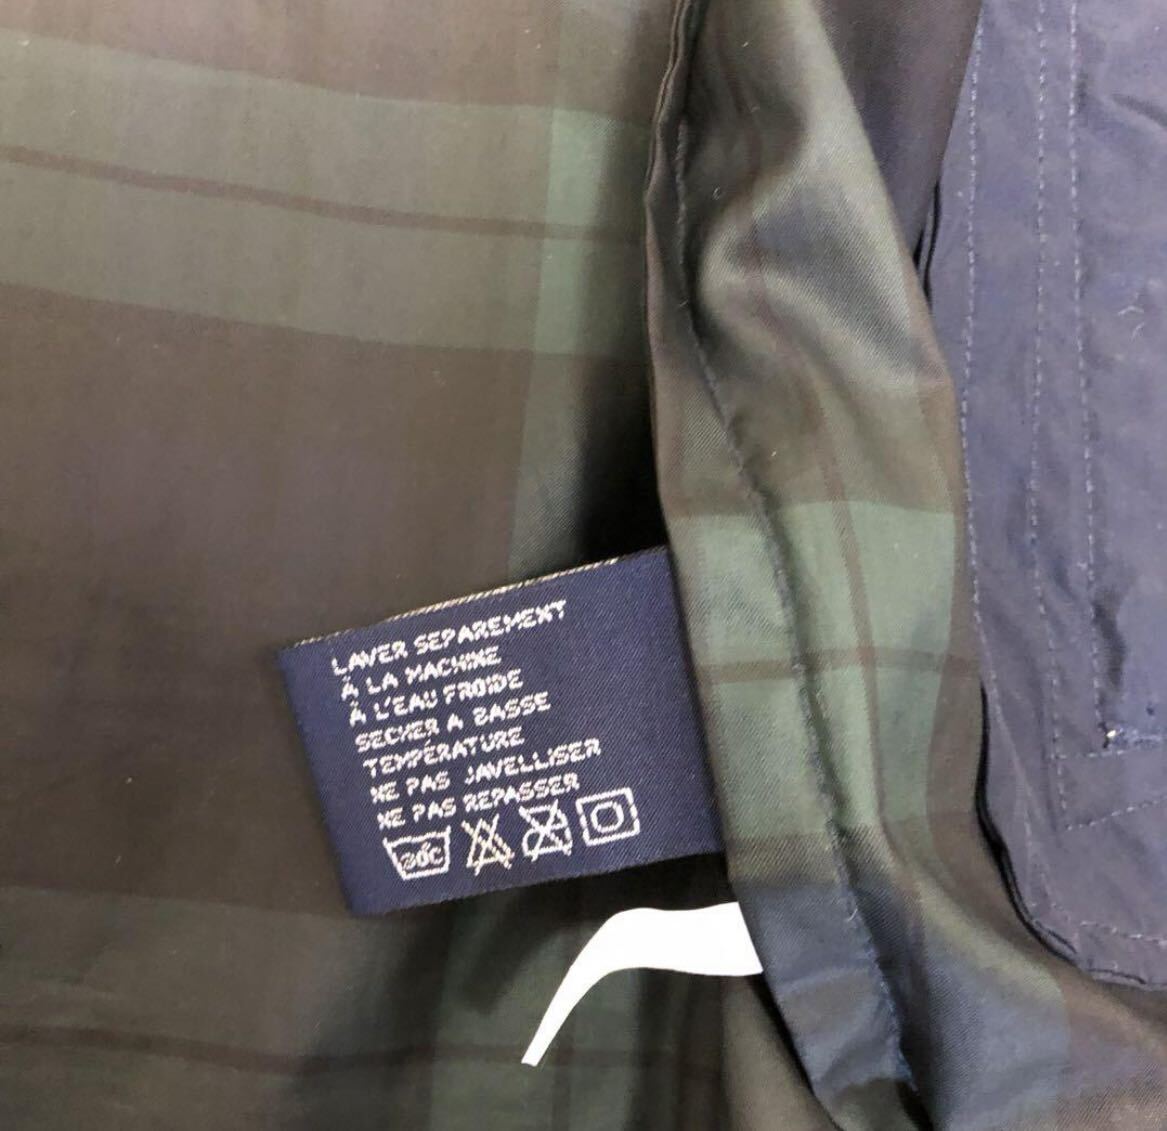 LAVER SEPAREMENT
À LA MACHINE
À L'EAU FROIDE
SECHER A BASSE
TEMPÉRATURE
NE PAS JAVELLISER
NE PAS REPASSER
30C